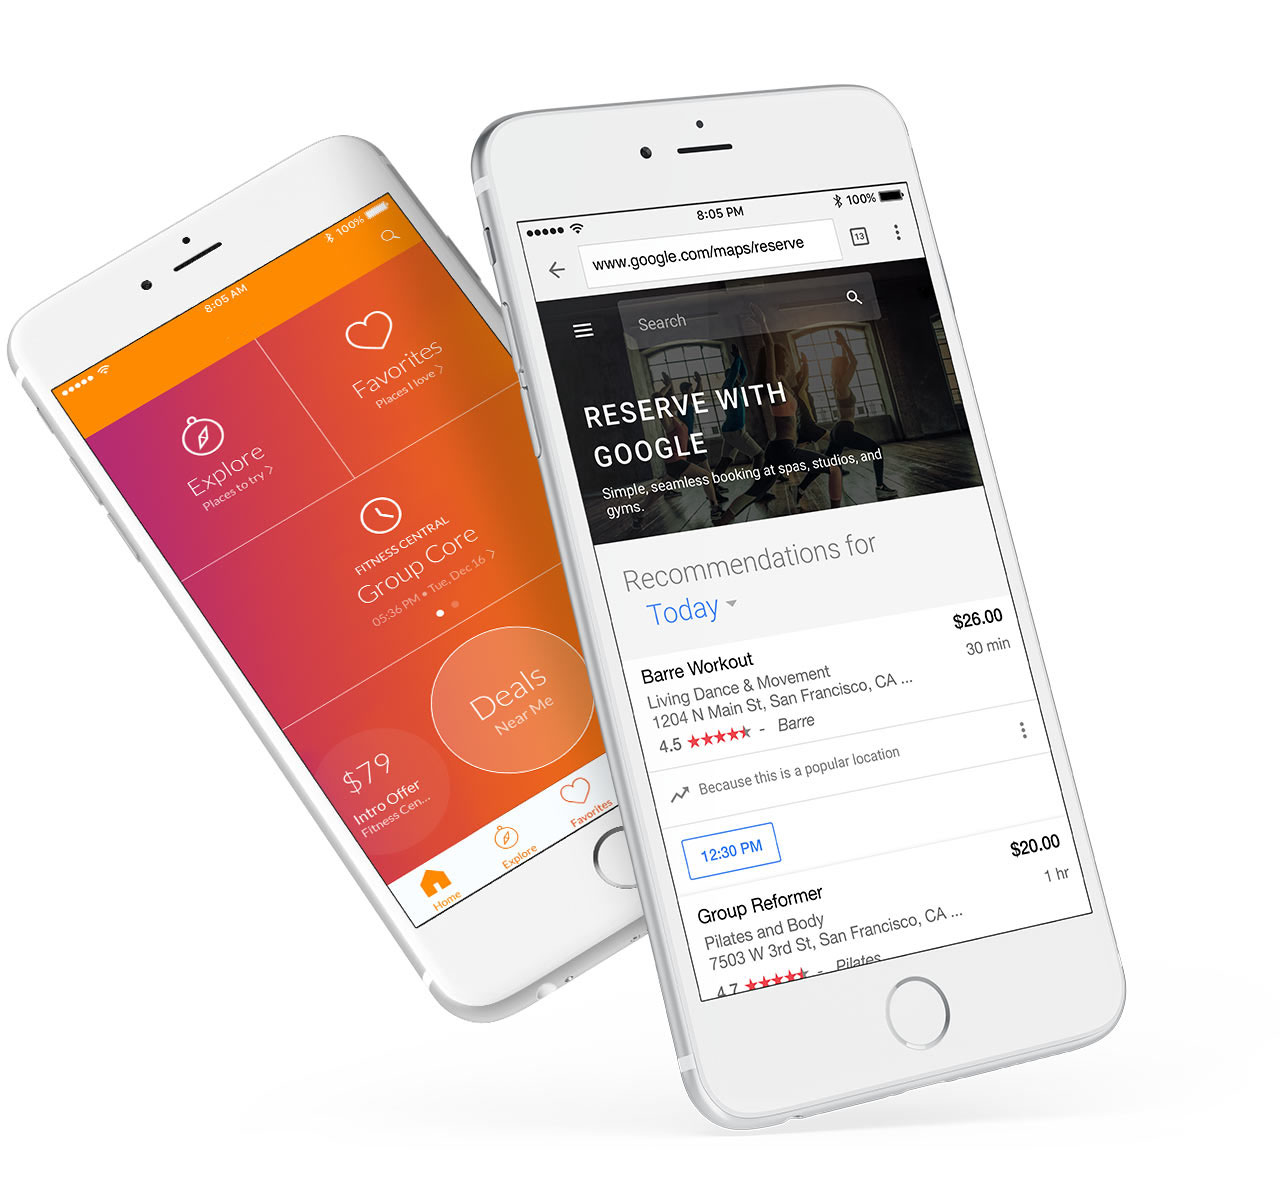 8:05 AM
100%
Explore
Places to try >
Favorites
Places I love >
FITNESS CENTRAL
Group Core
05:36 PM • Tue, Dec 16 >
Deals
Near Me
$79
Intro Offer
Fitness Cen...
Home
Explore
Favorites
8:05 PM
100%
www.google.com/maps/reserve
13
Search
RESERVE WITH
GOOGLE
Simple, seamless booking at spas, studios, and
gyms.
Recommendations for
Today
Barre Workout
$26.00
Living Dance & Movement
30 min
1204 N Main St, San Francisco, CA ...
4.5 ★★★★★ - Barre
Because this is a popular location
12:30 PM
Group Reformer
$20.00
Pilates and Body
1 hr
7503 W 3rd St, San Francisco, CA ...
4.7 ★★★★★ - Pilates